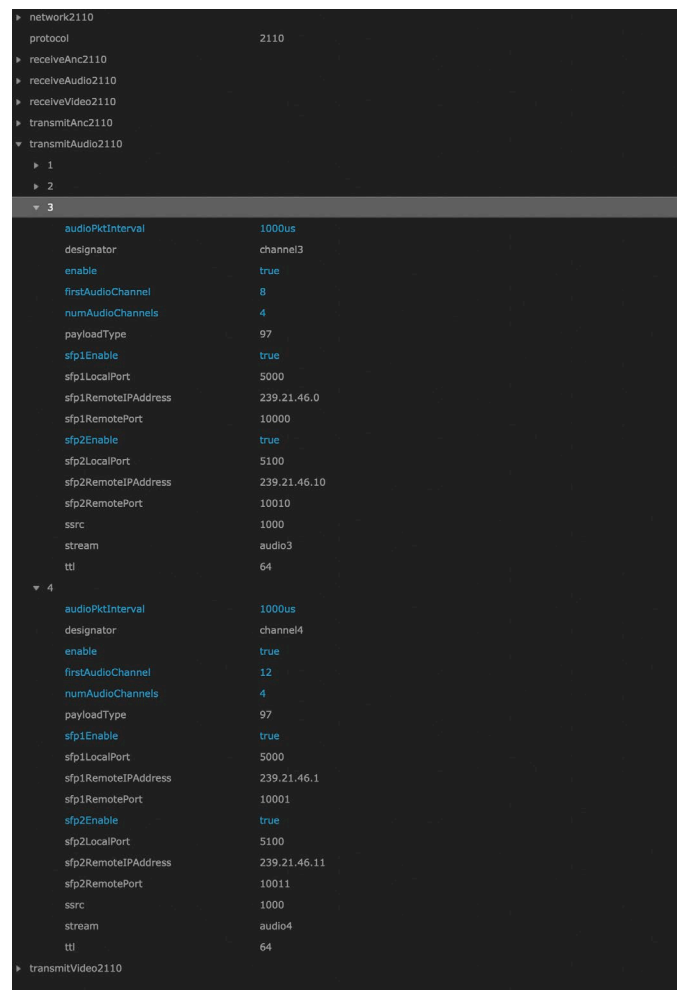 network2110
protocol 2110
receiveAnc2110
receiveAudio2110
receiveVideo2110
transmitAnc2110
transmitAudio2110
1
2
3
audioPktInterval 1000us
designator channel3
enable true
firstAudioChannel 8
numAudioChannels 4
payloadType 97
sfp1Enable true
sfp1LocalPort 5000
sfp1RemoteIPAddress 239.21.46.0
sfp1RemotePort 10000
sfp2Enable true
sfp2LocalPort 5100
sfp2RemoteIPAddress 239.21.46.10
sfp2RemotePort 10010
ssrc 1000
stream audio3
ttl 64
4
audioPktInterval 1000us
designator channel4
enable true
firstAudioChannel 12
numAudioChannels 4
payloadType 97
sfp1Enable true
sfp1LocalPort 5000
sfp1RemoteIPAddress 239.21.46.1
sfp1RemotePort 10001
sfp2Enable true
sfp2LocalPort 5100
sfp2RemoteIPAddress 239.21.46.11
sfp2RemotePort 10011
ssrc 1000
stream audio4
ttl 64
transmitVideo2110